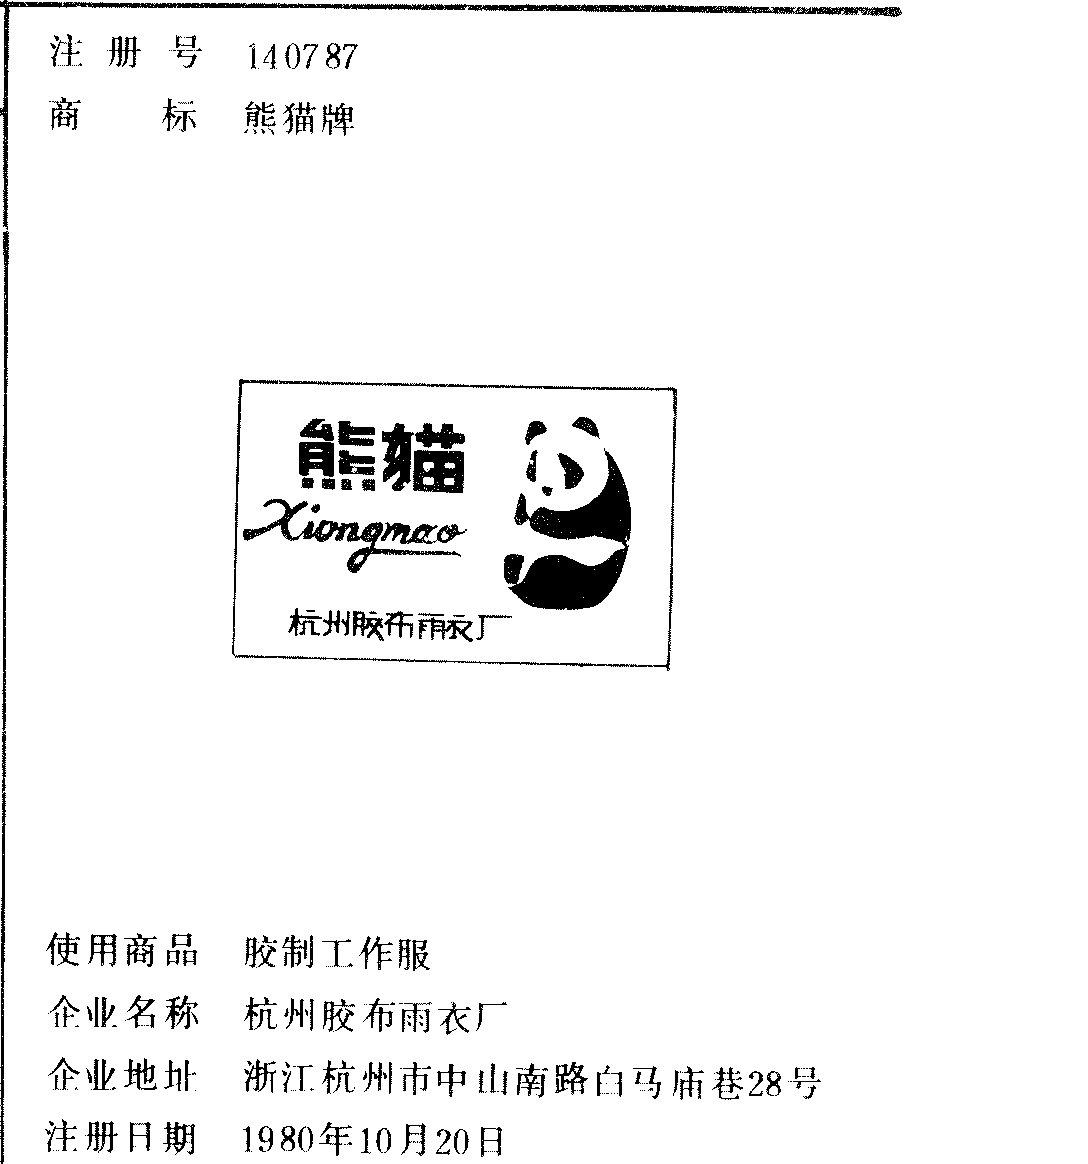 注册号 140787
商标 熊猫牌
熊猫
Xiongmao
杭州胶布雨衣厂
使用商品 胶制工作服
企业名称 杭州胶布雨衣厂
企业地址 浙江杭州市中山南路白马庙巷28号
注册日期 1980年10月20日